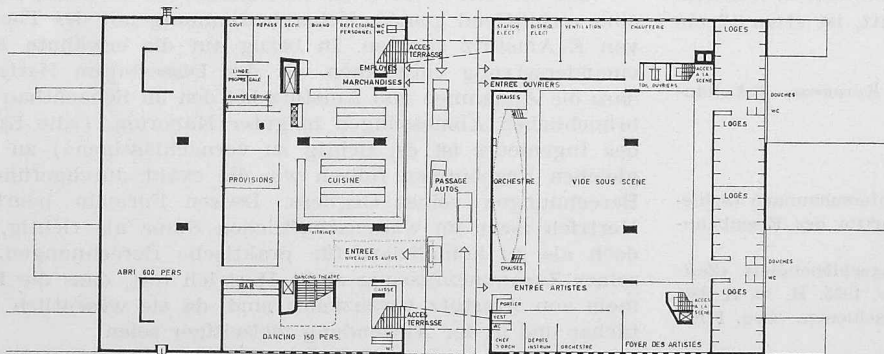 COUT
REPASS
SECH
BUAND
REFECTOIRE
PERSONNEL
WC
WC
ACCES
TERRASSE
LINGE
SALE
RAMPE SERVICE
EMPLOYES
MARCHANDISES
PROVISIONS
CUISINE
VITRINES
ENTREE
NIVEAU DES AUTOS
ABRI 600 PERS
BAR
DANCING THEATRE
CAISSE
DANCING 150 PERS.
ACCES
TERRASSE
PASSAGE
AUTOS
STATION
ELECT
DISTRIB.
ELECT
VENTILATION
CHAUFFERIE
LOGES
ENTREE OUVRIERS
TOIL OUVRIERS
ACCES
A LA
SCENE
CHAISES
DOUCHES
WC
LOGES
ORCHESTRE
VIDE SOUS SCENE
LOGES
CHAISES
DOUCHES
WC
ENTREE ARTISTES
LOGES
PORTIER
VEST
WC
ACCES
SCENE
CHEF
D'ORCH
DEPOTS
INSTRUM
ORCHESTRE
FOYER DES ARTISTES